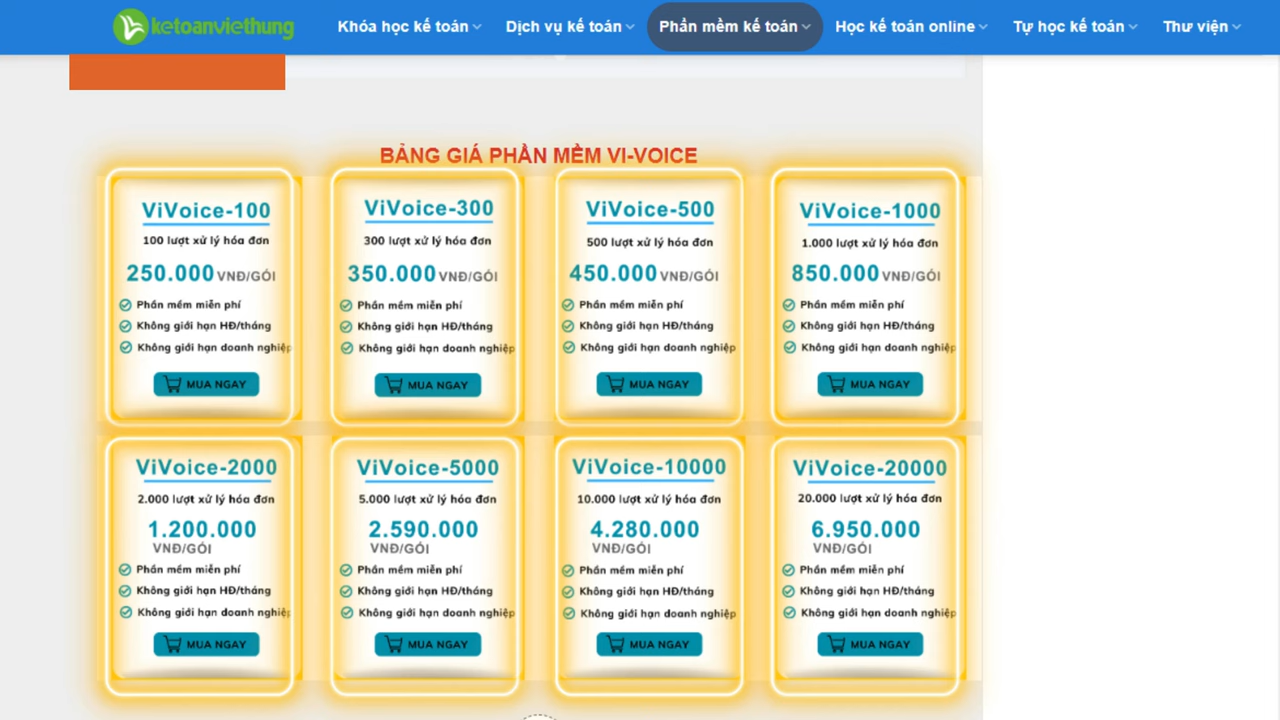 ketoanviethung
Khóa học kế toán
Dịch vụ kế toán
Phần mềm kế toán
Học kế toán online
Tự học kế toán
Thư viện
BẢNG GIÁ PHẦN MỀM VI-VOICE
ViVoice-100
100 lượt xử lý hóa đơn
250.000 VNĐ/GÓI
Phần mềm miễn phí
Không giới hạn HĐ/tháng
Không giới hạn doanh nghiệp
MUA NGAY
ViVoice-300
300 lượt xử lý hóa đơn
350.000 VNĐ/GÓI
Phần mềm miễn phí
Không giới hạn HĐ/tháng
Không giới hạn doanh nghiệp
MUA NGAY
ViVoice-500
500 lượt xử lý hóa đơn
450.000 VNĐ/GÓI
Phần mềm miễn phí
Không giới hạn HĐ/tháng
Không giới hạn doanh nghiệp
MUA NGAY
ViVoice-1000
1.000 lượt xử lý hóa đơn
850.000 VNĐ/GÓI
Phần mềm miễn phí
Không giới hạn HĐ/tháng
Không giới hạn doanh nghiệp
MUA NGAY
ViVoice-2000
2.000 lượt xử lý hóa đơn
1.200.000
VNĐ/GÓI
Phần mềm miễn phí
Không giới hạn HĐ/tháng
Không giới hạn doanh nghiệp
MUA NGAY
ViVoice-5000
5.000 lượt xử lý hóa đơn
2.590.000
VNĐ/GÓI
Phần mềm miễn phí
Không giới hạn HĐ/tháng
Không giới hạn doanh nghiệp
MUA NGAY
ViVoice-10000
10.000 lượt xử lý hóa đơn
4.280.000
VNĐ/GÓI
Phần mềm miễn phí
Không giới hạn HĐ/tháng
Không giới hạn doanh nghiệp
MUA NGAY
ViVoice-20000
20.000 lượt xử lý hóa đơn
6.950.000
VNĐ/GÓI
Phần mềm miễn phí
Không giới hạn HĐ/tháng
Không giới hạn doanh nghiệp
MUA NGAY